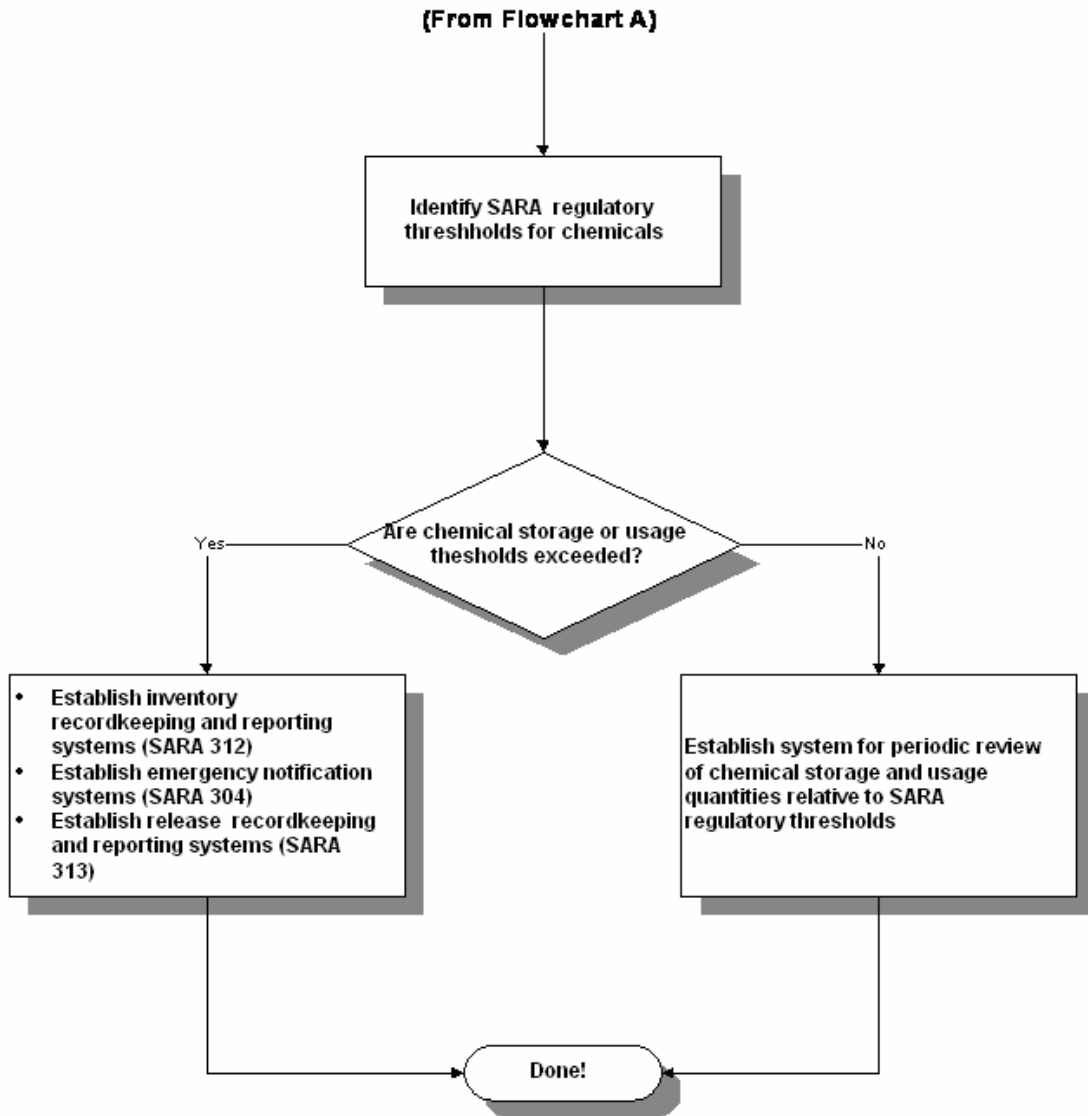 (From Flowchart A)
Identify SARA regulatory
threshholds for chemicals
Are chemical storage or usage
thesholds exceeded?
Yes
No
• Establish inventory
recordkeeping and reporting
systems (SARA 312)
• Establish emergency notification
systems (SARA 304)
• Establish release recordkeeping
and reporting systems (SARA
313)
Establish system for periodic review
of chemical storage and usage
quantities relative to SARA
regulatory thresholds
Done!